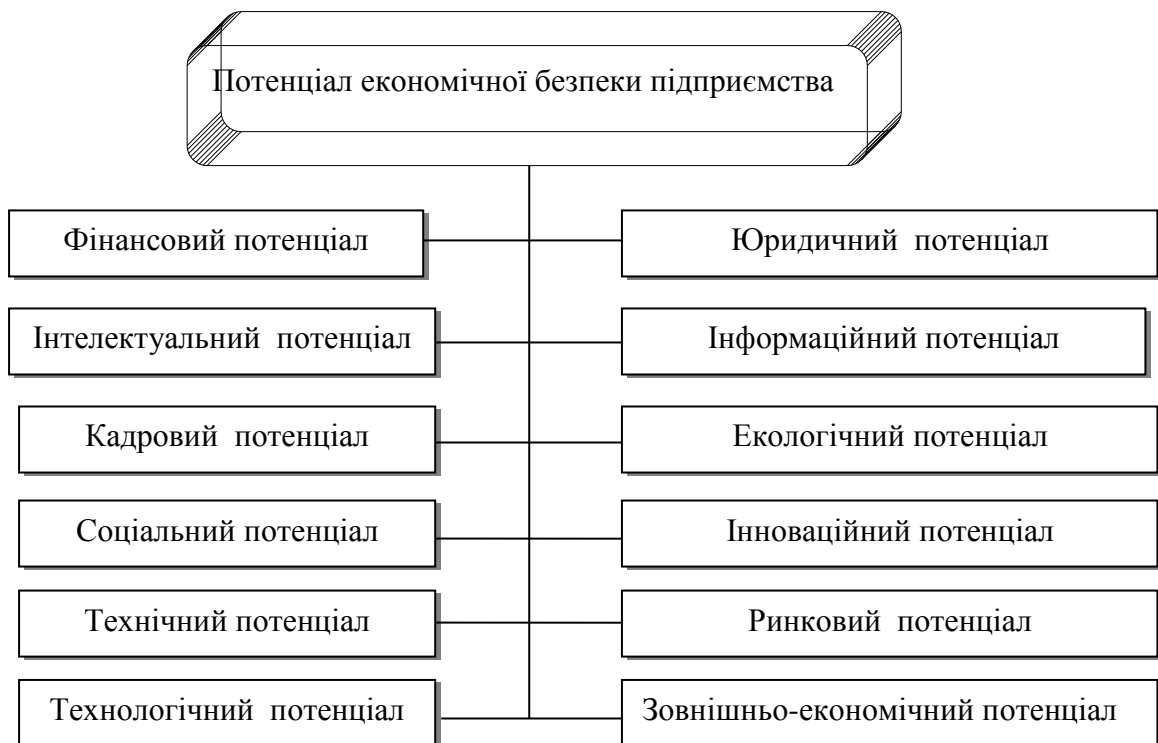 Потенціал економічної безпеки підприємства
Фінансовий потенціал
Юридичний потенціал
Інтелектуальний потенціал
Інформаційний потенціал
Кадровий потенціал
Екологічний потенціал
Соціальний потенціал
Інноваційний потенціал
Технічний потенціал
Ринковий потенціал
Технологічний потенціал
Зовнішньо-економічний потенціал